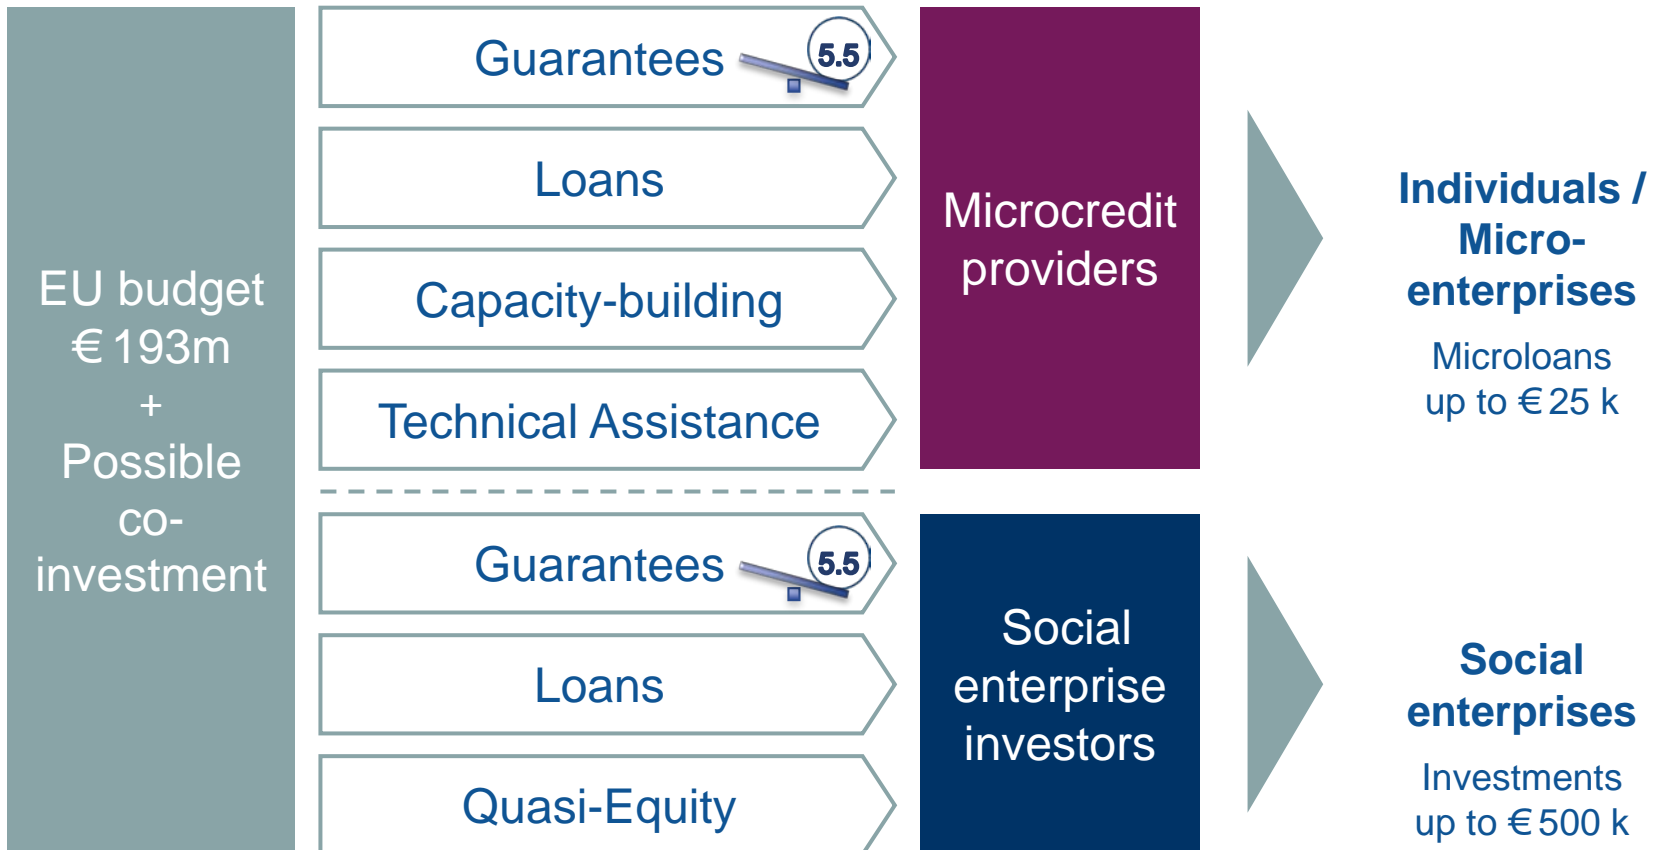 EU budget
€ 193m
+
Possible
co-
investment
Guarantees
5.5
Loans
Capacity-building
Technical Assistance
Guarantees
5.5
Loans
Quasi-Equity
Microcredit
providers
Social
enterprise
investors
Individuals /
Micro-
enterprises
Microloans
up to € 25 k
Social
enterprises
Investments
up to € 500 k